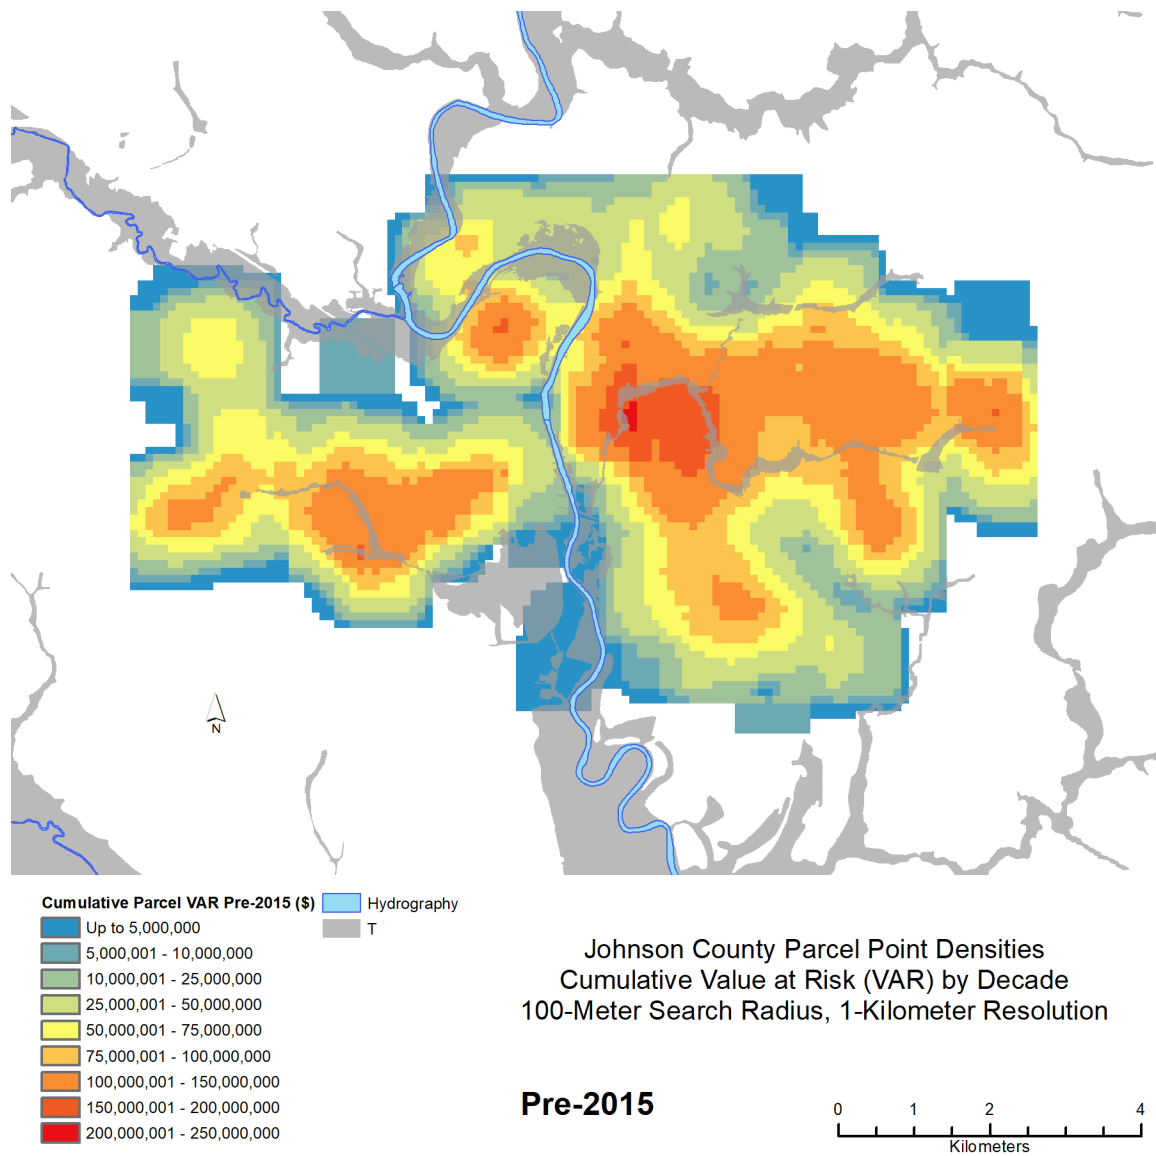 N
Cumulative Parcel VAR Pre-2015 ($)
Up to 5,000,000
5,000,001 - 10,000,000
10,000,001 - 25,000,000
25,000,001 - 50,000,000
50,000,001 - 75,000,000
75,000,001 - 100,000,000
100,000,001 - 150,000,000
150,000,001 - 200,000,000
200,000,001 - 250,000,000
Hydrography
T
Johnson County Parcel Point Densities
Cumulative Value at Risk (VAR) by Decade
100-Meter Search Radius, 1-Kilometer Resolution
Pre-2015
0 1 2 4
Kilometers